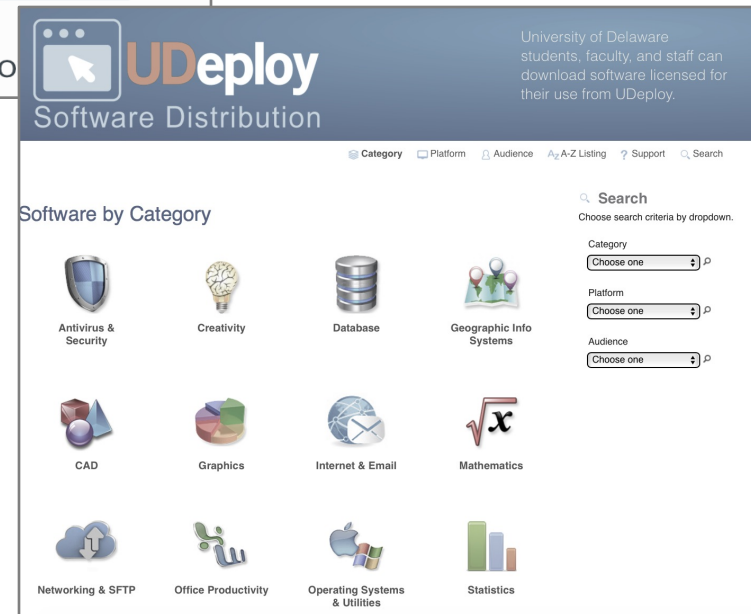 O
UDeploy
Software Distribution
University of Delaware
students, faculty, and staff can
download software licensed for
their use from UDeploy.
Category Platform Audience AZ A-Z Listing ? Support Search
Software by Category
Antivirus &
Security
Creativity
Database
Geographic Info
Systems
CAD
Graphics
Internet & Email
Mathematics
√x
Networking & SFTP
Office Productivity
Operating Systems
& Utilities
Statistics
Search
Choose search criteria by dropdown.
Category
Choose one
Platform
Choose one
Audience
Choose one